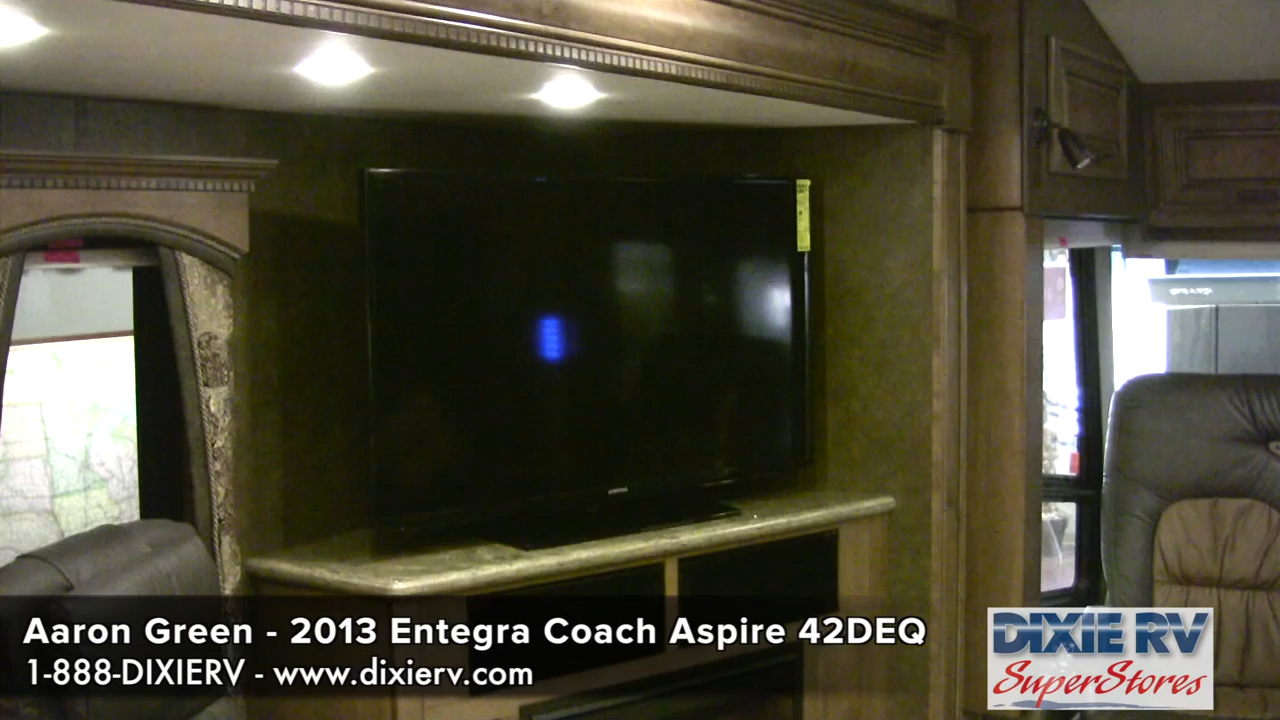 Aaron Green - 2013 Entegra Coach Aspire 42DEQ
1-888-DIXIERV - www.dixierv.com
DIXIE RV
SuperStores